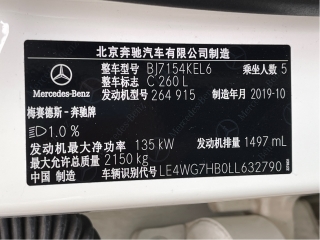 北京奔驰汽车有限公司制造
整车型号 BJ7154KEL6 乘坐人数 5
整车标志 C 260 L
发动机型号 264 915 制造年月 2019-10
Mercedes-Benz
梅赛德斯-奔驰牌
1.0 %
发动机最大净功率 135 kW 发动机排量 1497 mL
最大允许总质量 2150 kg
中国 制造 车辆识别代号 LE4WG7HB0LL632790